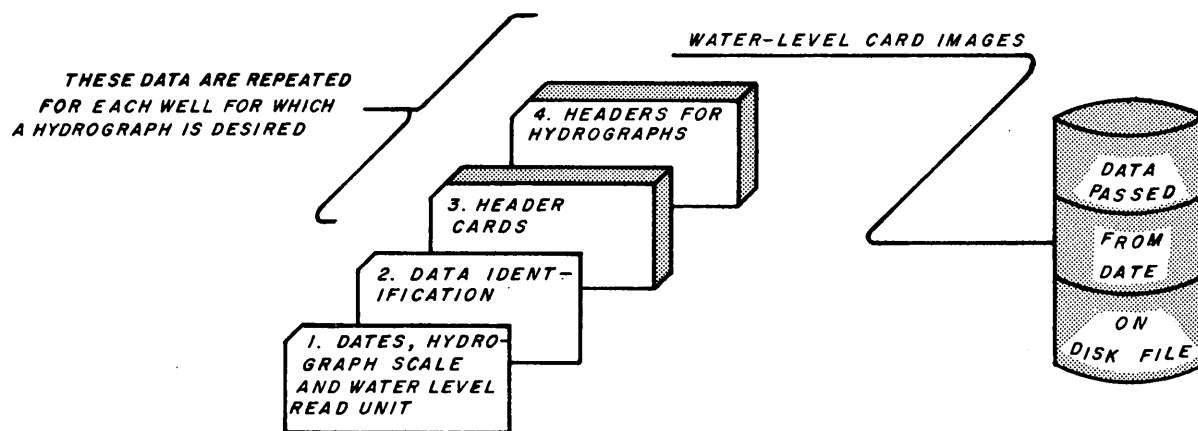 THESE DATA ARE REPEATED
FOR EACH WELL FOR WHICH
A HYDROGRAPH IS DESIRED
WATER-LEVEL CARD IMAGES
4. HEADERS FOR
HYDROGRAPHS
3. HEADER
CARDS
2. DATA IDENT-
IFICATION
1. DATES, HYDRO-
GRAPH SCALE
AND WATER LEVEL
READ UNIT
DATA
PASSED
FROM
DATE
ON
DISK FILE